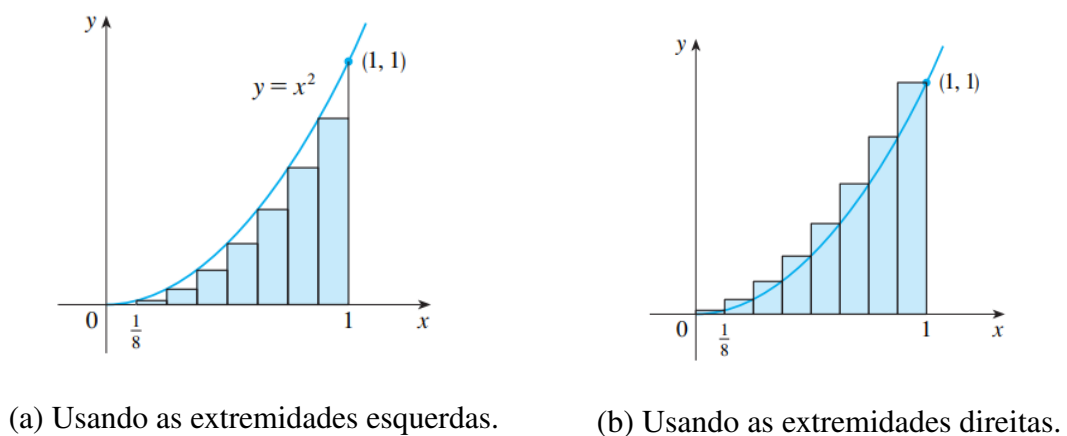 y
(1, 1)
y = x²
0
1/8
1
x
(a) Usando as extremidades esquerdas.
y
(1, 1)
0
1/8
1
x
(b) Usando as extremidades direitas.